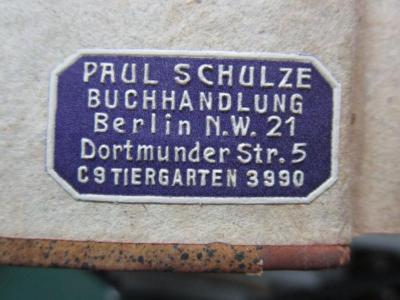 PAUL SCHULZE
BUCHHANDLUNG
Berlin N.W. 21
Dortmunder Str. 5
C9 TIERGARTEN 3990